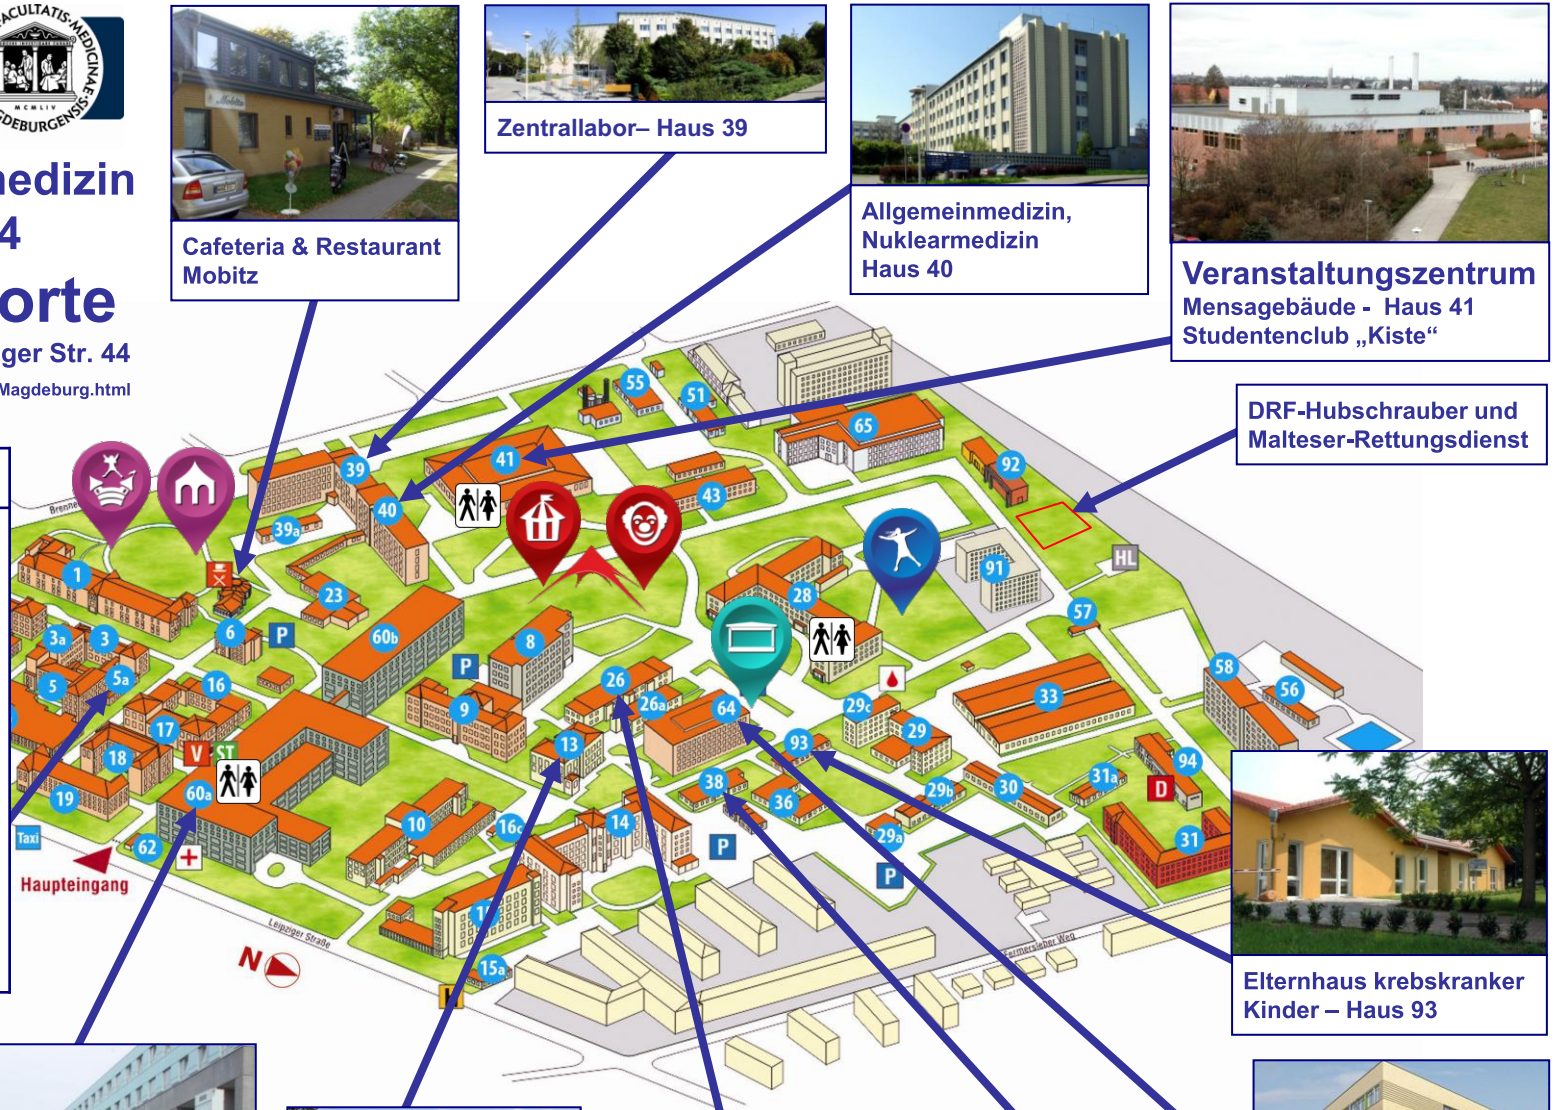 FACULTATIS
MEDICINAE
MCMLIV
medizin
4
orte
ger Str. 44
Magdeburg.html
Cafeteria & Restaurant
Mobitz
Zentrallabor– Haus 39
Allgemeinmedizin,
Nuklearmedizin
Haus 40
Veranstaltungszentrum
Mensagebäude - Haus 41
Studentenclub „Kiste“
DRF-Hubschrauber und
Malteser-Rettungsdienst
55
51
65
39
41
92
40
43
39a
HL
91
1
23
28
57
6
P
60b
8
3a
3
P
58
5
5a
16
26
56
26a
64
29c
33
9
17
29
13
93
V
ST
18
94
38
31a
60a
19
36
29b
30
D
10
16c
14
Taxi
62
29a
31
P
P
Haupteingang
Leipziger Straße
Fermersleber Weg
N
15a
H
Elternhaus krebskranker
Kinder – Haus 93